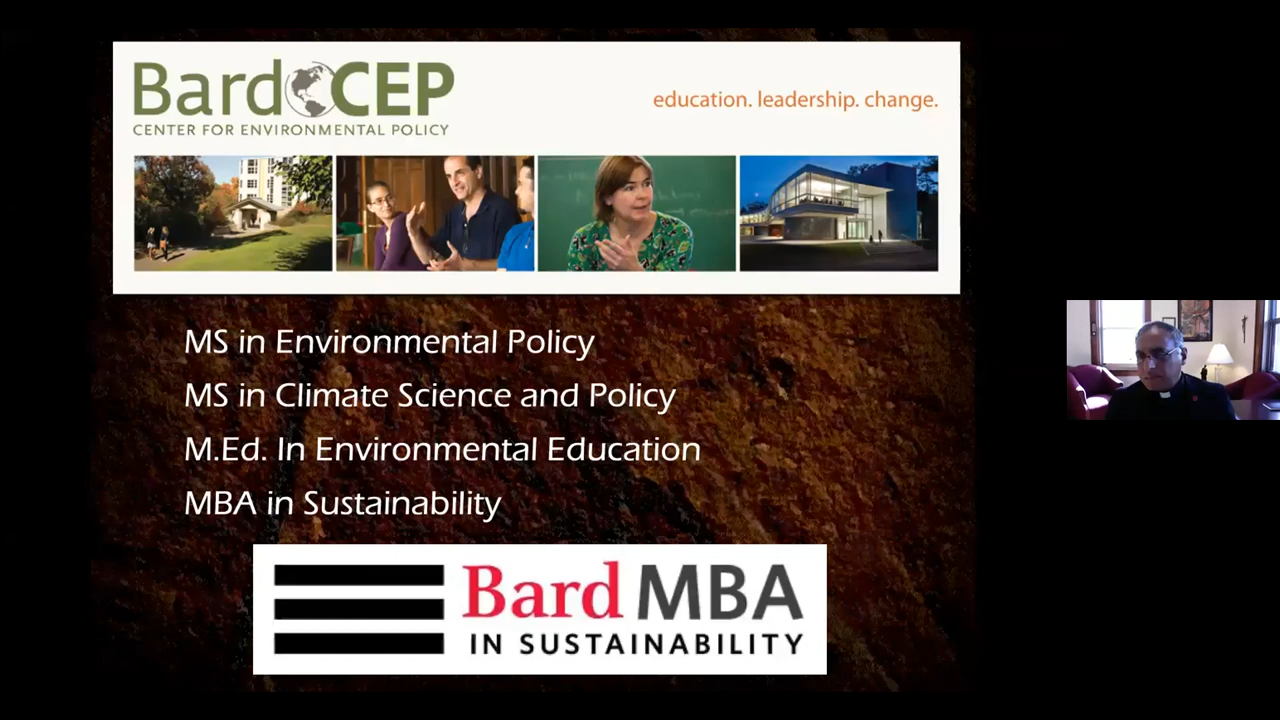 Bard CEP
CENTER FOR ENVIRONMENTAL POLICY
education. leadership. change.
MS in Environmental Policy
MS in Climate Science and Policy
M.Ed. In Environmental Education
MBA in Sustainability
Bard MBA
IN SUSTAINABILITY